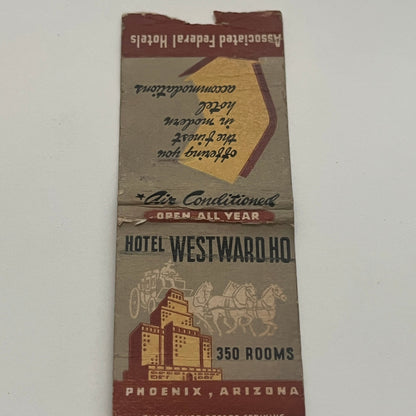 Associated Federal Hotels
offering you
the finest
in modern
hotel
accommodations
*Air Conditioned
OPEN ALL YEAR
HOTEL WESTWARD HO
350 ROOMS
PHOENIX, ARIZONA